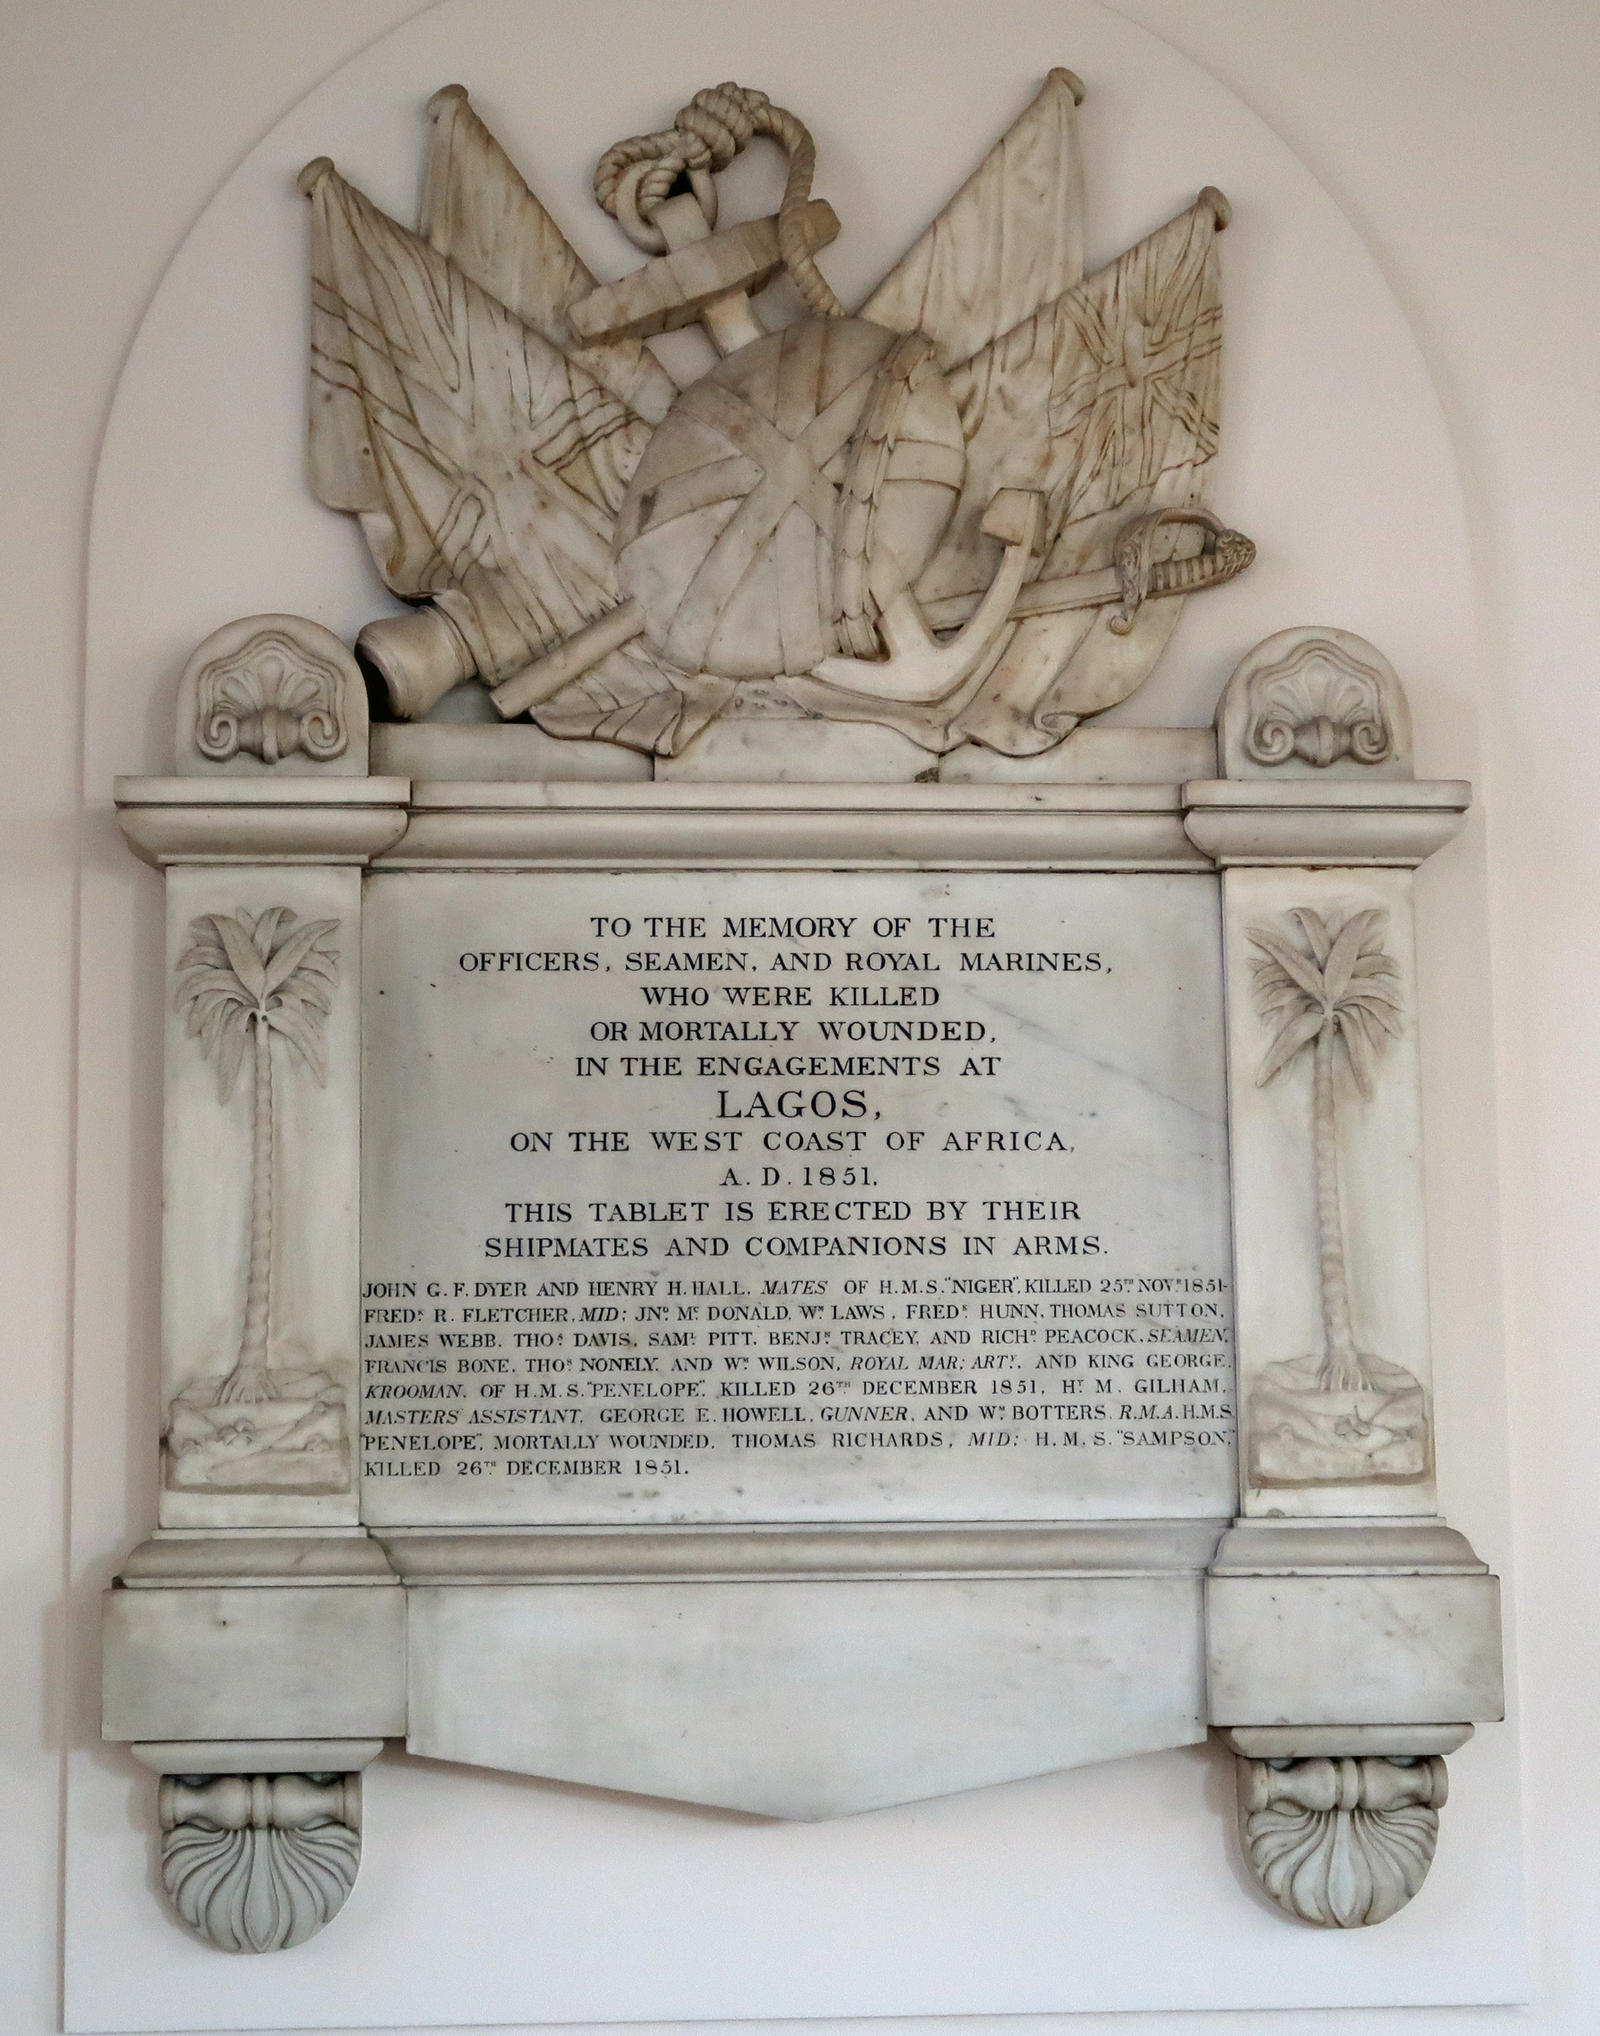 TO THE MEMORY OF THE
OFFICERS, SEAMEN, AND ROYAL MARINES,
WHO WERE KILLED
OR MORTALLY WOUNDED,
IN THE ENGAGEMENTS AT
LAGOS,
ON THE WEST COAST OF AFRICA,
A. D. 1851.
THIS TABLET IS ERECTED BY THEIR
SHIPMATES AND COMPANIONS IN ARMS.
JOHN G. F. DYER AND HENRY H. HALL, MATES OF H.M.S. "NIGER", KILLED 25TH NOVR 1851-
FREDK R. FLETCHER, MID: JNO MC DONALD, WM LAWS, FREDK HUNN, THOMAS SUTTON,
JAMES WEBB, THOS DAVIS, SAML PITT, BENJN TRACEY, AND RICHD PEACOCK, SEAMEN,
FRANCIS BONE, THOS NONELY, AND WM WILSON, ROYAL MAR: ARTY, AND KING GEORGE,
KROOMAN, OF H.M.S. "PENELOPE", KILLED 26TH DECEMBER 1851, HY M. GILHAM,
MASTERS ASSISTANT, GEORGE E. HOWELL, GUNNER, AND WM BOTTERS, R.M.A. H.M.S.
"PENELOPE", MORTALLY WOUNDED. THOMAS RICHARDS, MID: H. M. S. "SAMPSON,"
KILLED 26TH DECEMBER 1851.